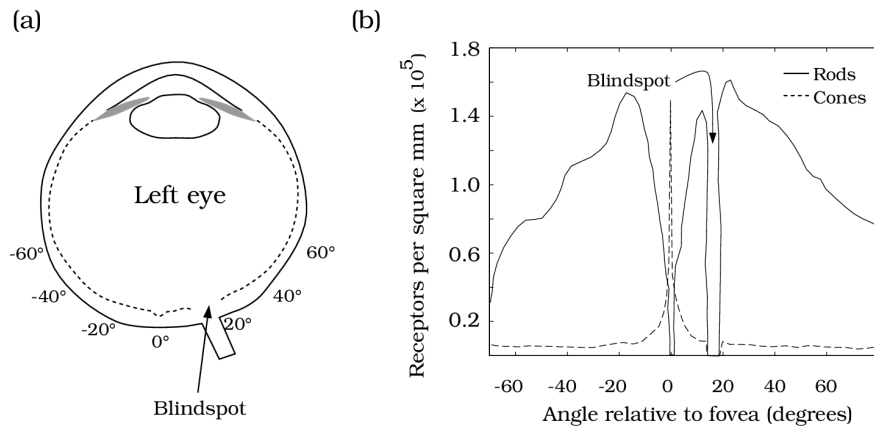 (a)
Left eye
-60°
-40°
-20°
0°
20°
40°
60°
Blindspot
(b)
Receptors per square mm (x 10⁵)
1.8
1.4
1.0
0.6
0.2
Blindspot
Rods
Cones
-60 -40 -20 0 20 40 60
Angle relative to fovea (degrees)